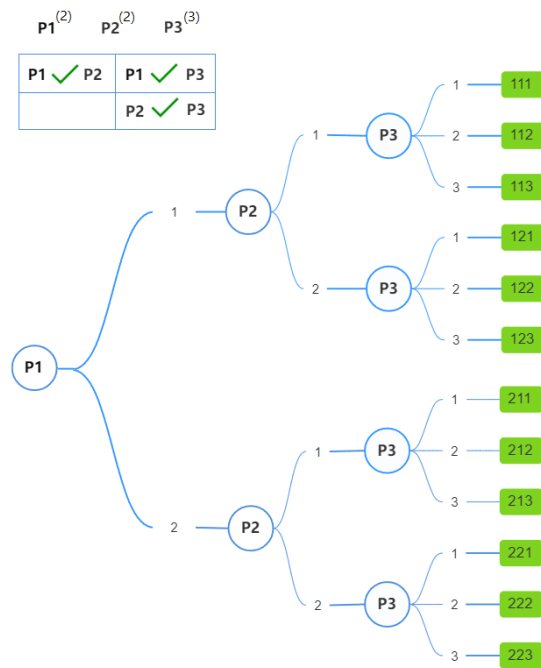 P1(2) P2(2) P3(3)
P1 ✓ P2 P1 ✓ P3
P2 ✓ P3
1 111
1 P3 2 112
3 113
1 P2
1 121
2 P3 2 122
3 123
P1
1 211
1 P3 2 212
3 213
2 P2
1 221
2 P3 2 222
3 223